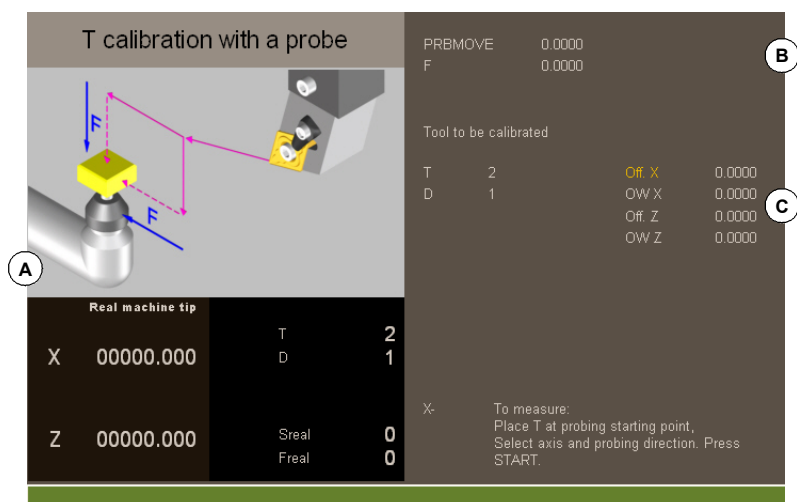 T calibration with a probe
F
F
A
Real machine tip
X 00000.000
Z 00000.000
T 2
D 1
Sreal 0
Freal 0
PRBMOVE 0.0000
F 0.0000
B
Tool to be calibrated
T 2 Off. X 0.0000
D 1 OW X 0.0000
Off. Z 0.0000
OW Z 0.0000
C
X- To measure:
Place T at probing starting point,
Select axis and probing direction. Press
START.